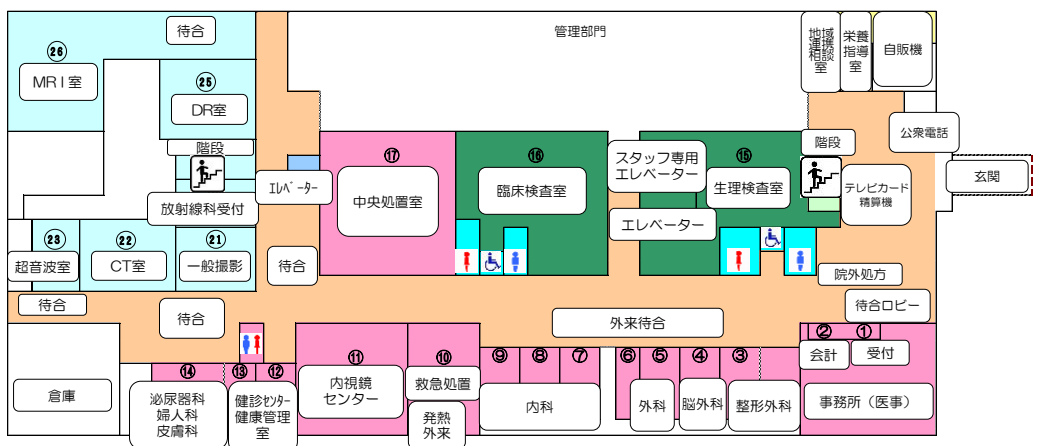 待合
㉖
MRI室
㉕
DR室
階段
放射線科受付
エレベーター
㉓
超音波室
㉒
CT室
㉑
一般撮影
待合
待合
待合
倉庫
管理部門
⑰
中央処置室
⑯
臨床検査室
スタッフ専用
エレベーター
エレベーター
⑮
生理検査室
地域
連携
相談
室
栄養
指導
室
自販機
公衆電話
階段
テレビカード
精算機
玄関
院外処方
待合ロビー
外来待合
⑭
泌尿器科
婦人科
皮膚科
⑬
⑫
健診センター
健康管理
室
⑪
内視鏡
センター
⑩
救急処置
発熱
外来
⑨
⑧
⑦
内科
⑥
⑤
外科
④
脳外科
③
整形外科
②
会計
①
受付
事務所（医事）